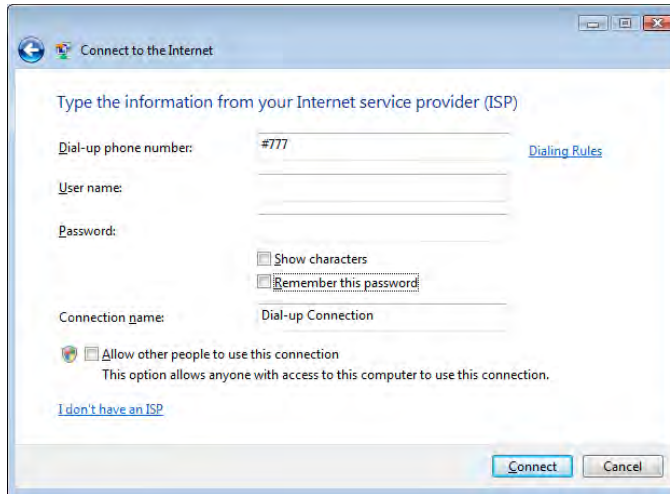 Connect to the Internet
Type the information from your Internet service provider (ISP)
Dial-up phone number: #777 Dialing Rules
User name:
Password:
Show characters
Remember this password
Connection name: Dial-up Connection
Allow other people to use this connection
This option allows anyone with access to this computer to use this connection.
I don't have an ISP
Connect Cancel